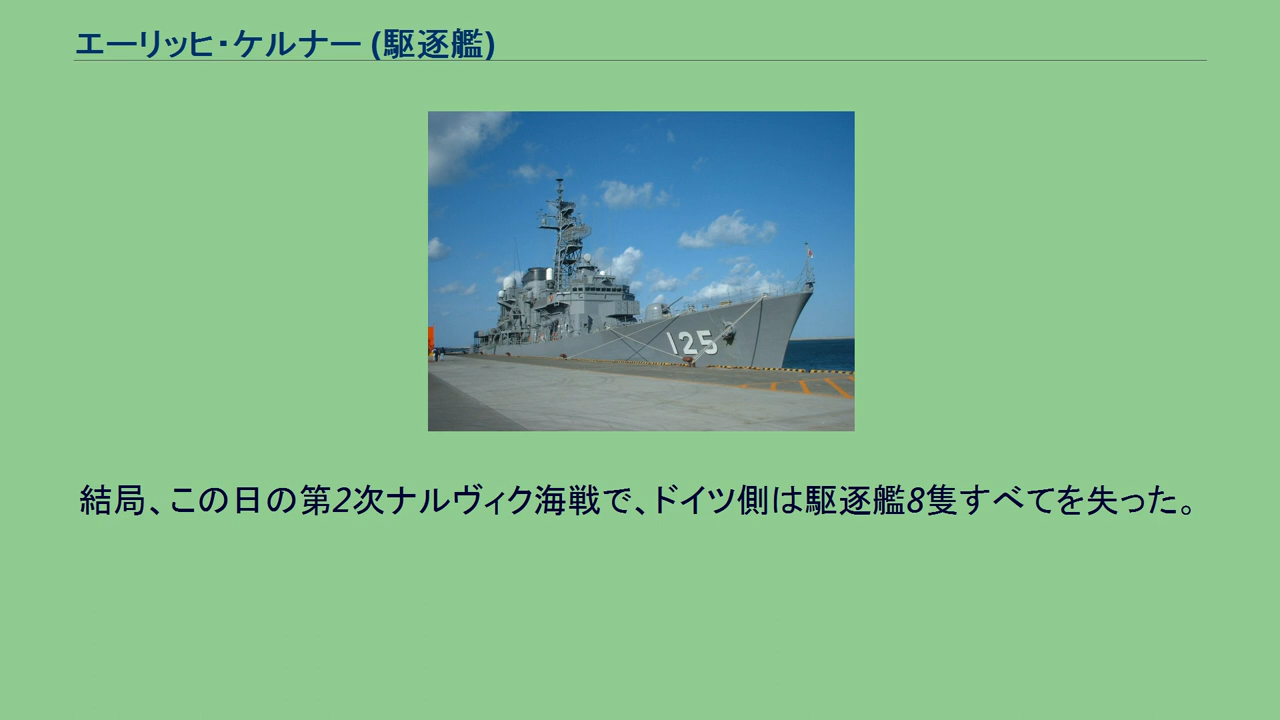 エーリッヒ・ケルナー (駆逐艦)
125
結局、この日の第2次ナルヴィク海戦で、ドイツ側は駆逐艦8隻すべてを失った。